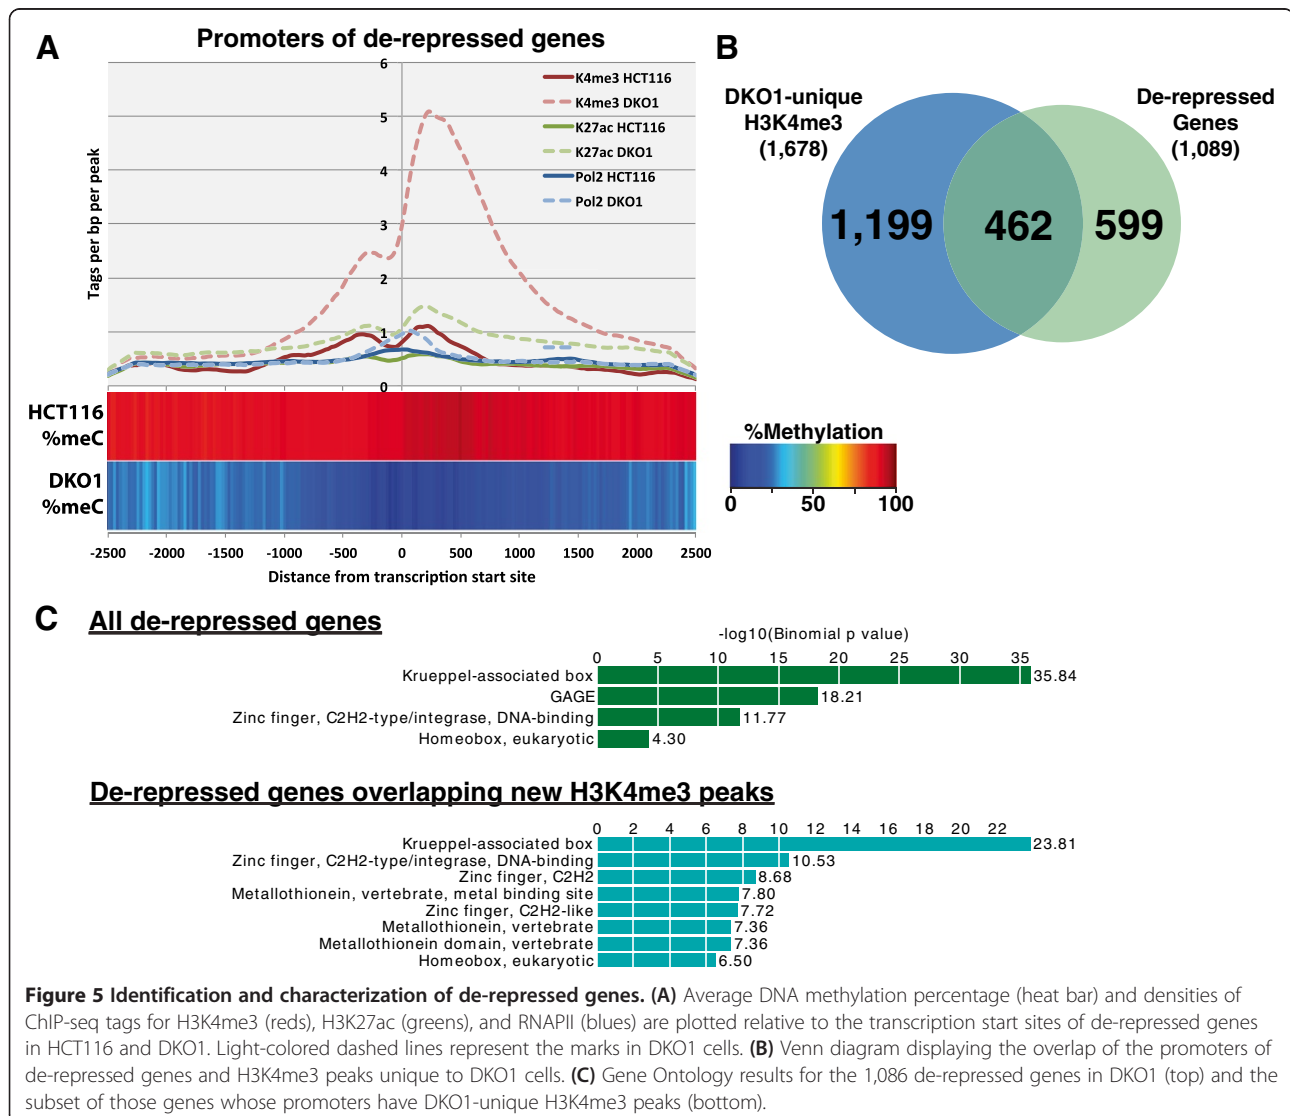 A
Promoters of de-repressed genes
Tags per bp per peak
6
5
4
3
2
1
0
K4me3 HCT116
K4me3 DKO1
K27ac HCT116
K27ac DKO1
Pol2 HCT116
Pol2 DKO1
HCT116
%meC
DKO1
%meC
-2500 -2000 -1500 -1000 -500 0 500 1000 1500 2000 2500
Distance from transcription start site
B
DKO1-unique
H3K4me3
(1,678)
De-repressed
Genes
(1,089)
1,199 462 599
%Methylation
0 50 100
C
All de-repressed genes
-log10(Binomial p value)
0 5 10 15 20 25 30 35
Krueppel-associated box 35.84
GAGE 18.21
Zinc finger, C2H2-type/integrase, DNA-binding 11.77
Homeobox, eukaryotic 4.30
De-repressed genes overlapping new H3K4me3 peaks
0 2 4 6 8 10 12 14 16 18 20 22
Krueppel-associated box 23.81
Zinc finger, C2H2-type/integrase, DNA-binding 10.53
Zinc finger, C2H2 8.68
Metallothionein, vertebrate, metal binding site 7.80
Zinc finger, C2H2-like 7.72
Metallothionein, vertebrate 7.36
Metallothionein domain, vertebrate 7.36
Homeobox, eukaryotic 6.50
Figure 5 Identification and characterization of de-repressed genes. (A) Average DNA methylation percentage (heat bar) and densities of
ChIP-seq tags for H3K4me3 (reds), H3K27ac (greens), and RNAPII (blues) are plotted relative to the transcription start sites of de-repressed genes
in HCT116 and DKO1. Light-colored dashed lines represent the marks in DKO1 cells. (B) Venn diagram displaying the overlap of the promoters of
de-repressed genes and H3K4me3 peaks unique to DKO1 cells. (C) Gene Ontology results for the 1,086 de-repressed genes in DKO1 (top) and the
subset of those genes whose promoters have DKO1-unique H3K4me3 peaks (bottom).